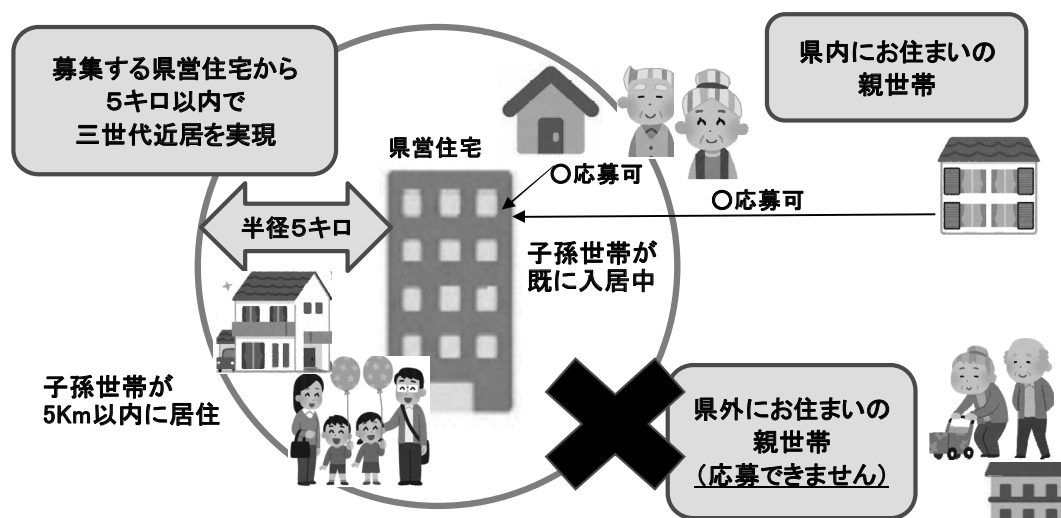 募集する県営住宅から
５キロ以内で
三世代近居を実現
県内にお住まいの
親世帯
県営住宅
〇応募可
〇応募可
半径５キロ
子孫世帯が
既に入居中
子孫世帯が
5Km以内に居住
県外にお住まいの
親世帯
（応募できません）